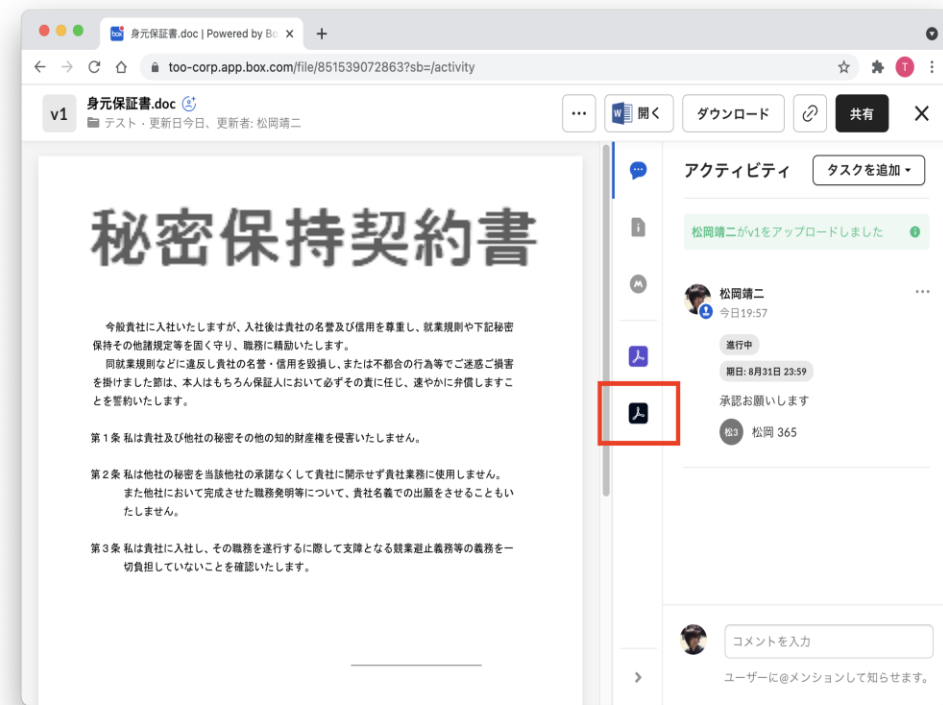 身元保証書.doc | Powered by Bo
too-corp.app.box.com/file/851539072863?sb=/activity
T
v1
身元保証書.doc
テスト・更新日今日、更新者: 松岡靖二
開く
ダウンロード
共有
秘密保持契約書
今般貴社に入社いたしますが、入社後は貴社の名誉及び信用を尊重し、就業規則や下記秘密
保持その他諸規定等を固く守り、職務に精励いたします。
同就業規則などに違反し貴社の名誉・信用を毀損し、または不都合の行為等でご迷惑ご損害
を掛けました節は、本人はもちろん保証人において必ずその責に任じ、速やかに弁償しますこ
とを誓約いたします。
第1条 私は貴社及び他社の秘密その他の知的財産権を侵害いたしません。
第2条 私は他社の秘密を当該他社の承諾なくして貴社に開示せず貴社業務に使用しません。
また他社において完成させた職務発明等について、貴社名義での出願をさせることもい
たしません。
第3条 私は貴社に入社し、その職務を遂行するに際して支障となる競業避止義務等の義務を一
切負担していないことを確認いたします。
アクティビティ
タスクを追加
松岡靖二がv1をアップロードしました
松岡靖二
今日19:57
進行中
期日: 8月31日 23:59
承認お願いします
松3
松岡 365
コメントを入力
ユーザーに@メンションして知らせます。